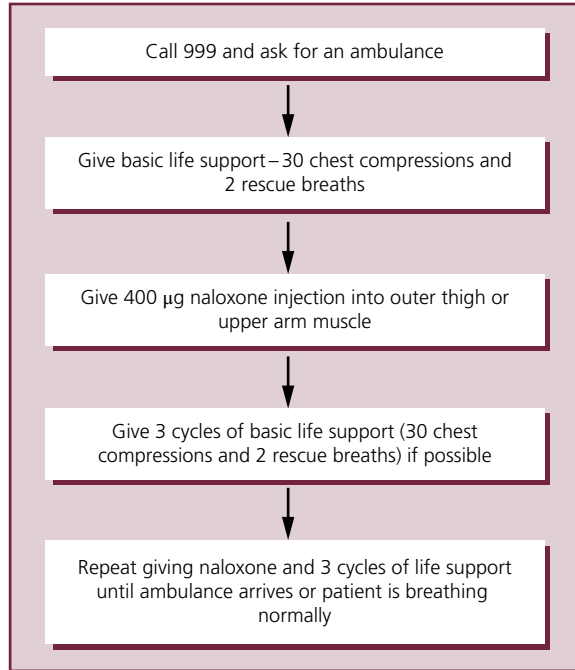 Call 999 and ask for an ambulance
Give basic life support – 30 chest compressions and
2 rescue breaths
Give 400 μg naloxone injection into outer thigh or
upper arm muscle
Give 3 cycles of basic life support (30 chest
compressions and 2 rescue breaths) if possible
Repeat giving naloxone and 3 cycles of life support
until ambulance arrives or patient is breathing
normally